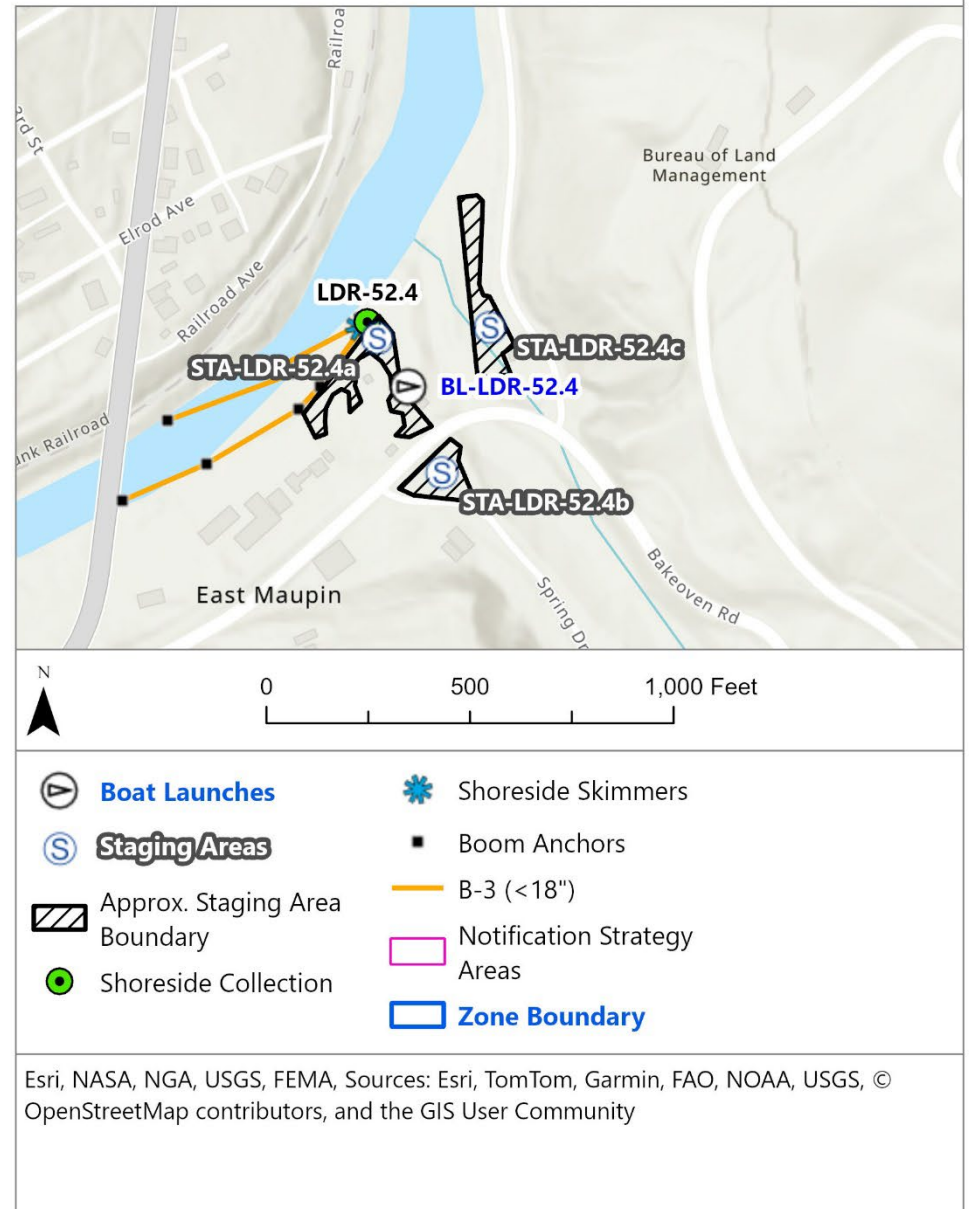 Railroa
3rd St
Elrod Ave
Bureau of Land
Management
Railroad Ave
LDR-52.4
STA-LDR-52.4c
STA-LDR-52.4a
BL-LDR-52.4
nk Railroad
STA-LDR-52.4b
East Maupin
Spring Dr
Bakeoven Rd
N
0 500 1,000 Feet
Boat Launches
Staging Areas
Approx. Staging Area
Boundary
Shoreside Collection
Shoreside Skimmers
Boom Anchors
B-3 (<18")
Notification Strategy
Areas
Zone Boundary
Esri, NASA, NGA, USGS, FEMA, Sources: Esri, TomTom, Garmin, FAO, NOAA, USGS, ©
OpenStreetMap contributors, and the GIS User Community